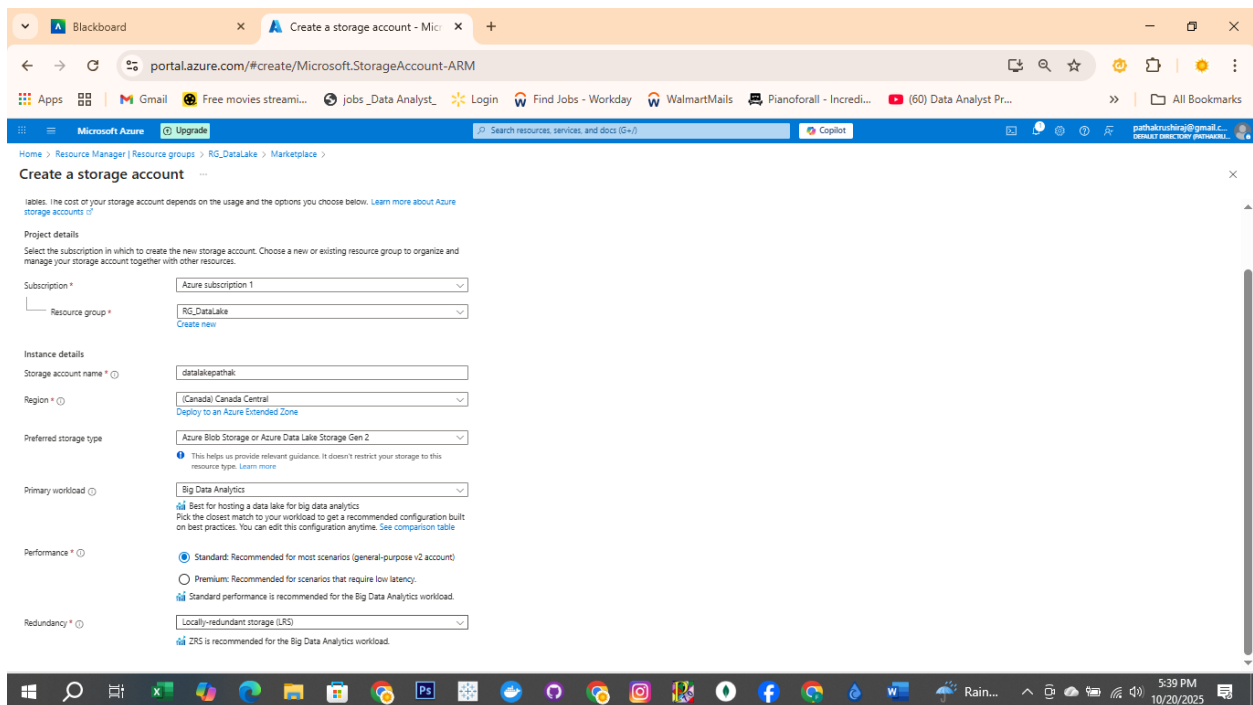 Blackboard
Create a storage account - Micr
portal.azure.com/#create/Microsoft.StorageAccount-ARM
Apps
Gmail
Free movies streami...
jobs _Data Analyst_
Login
Find Jobs - Workday
WalmartMails
Pianoforall - Incredi...
(60) Data Analyst Pr...
All Bookmarks
Microsoft Azure
Upgrade
Search resources, services, and docs (G+/)
Copilot
1
pathakrushiraj@gmail.c...
DEFAULT DIRECTORY (PATHAKRU...
Home > Resource Manager | Resource groups > RG_DataLake > Marketplace >
Create a storage account ...
Tables. The cost of your storage account depends on the usage and the options you choose below. Learn more about Azure
storage accounts
Project details
Select the subscription in which to create the new storage account. Choose a new or existing resource group to organize and
manage your storage account together with other resources.
Subscription *
Azure subscription 1
Resource group *
RG_DataLake
Create new
Instance details
Storage account name *
datalakepathak
Region *
(Canada) Canada Central
Deploy to an Azure Extended Zone
Preferred storage type
Azure Blob Storage or Azure Data Lake Storage Gen 2
This helps us provide relevant guidance. It doesn't restrict your storage to this
resource type. Learn more
Primary workload
Big Data Analytics
Best for hosting a data lake for big data analytics
Pick the closest match to your workload to get a recommended configuration built
on best practices. You can edit this configuration anytime. See comparison table
Performance *
Standard: Recommended for most scenarios (general-purpose v2 account)
Premium: Recommended for scenarios that require low latency.
Standard performance is recommended for the Big Data Analytics workload.
Redundancy *
Locally-redundant storage (LRS)
ZRS is recommended for the Big Data Analytics workload.
Ps
Rain...
5:39 PM
10/20/2025